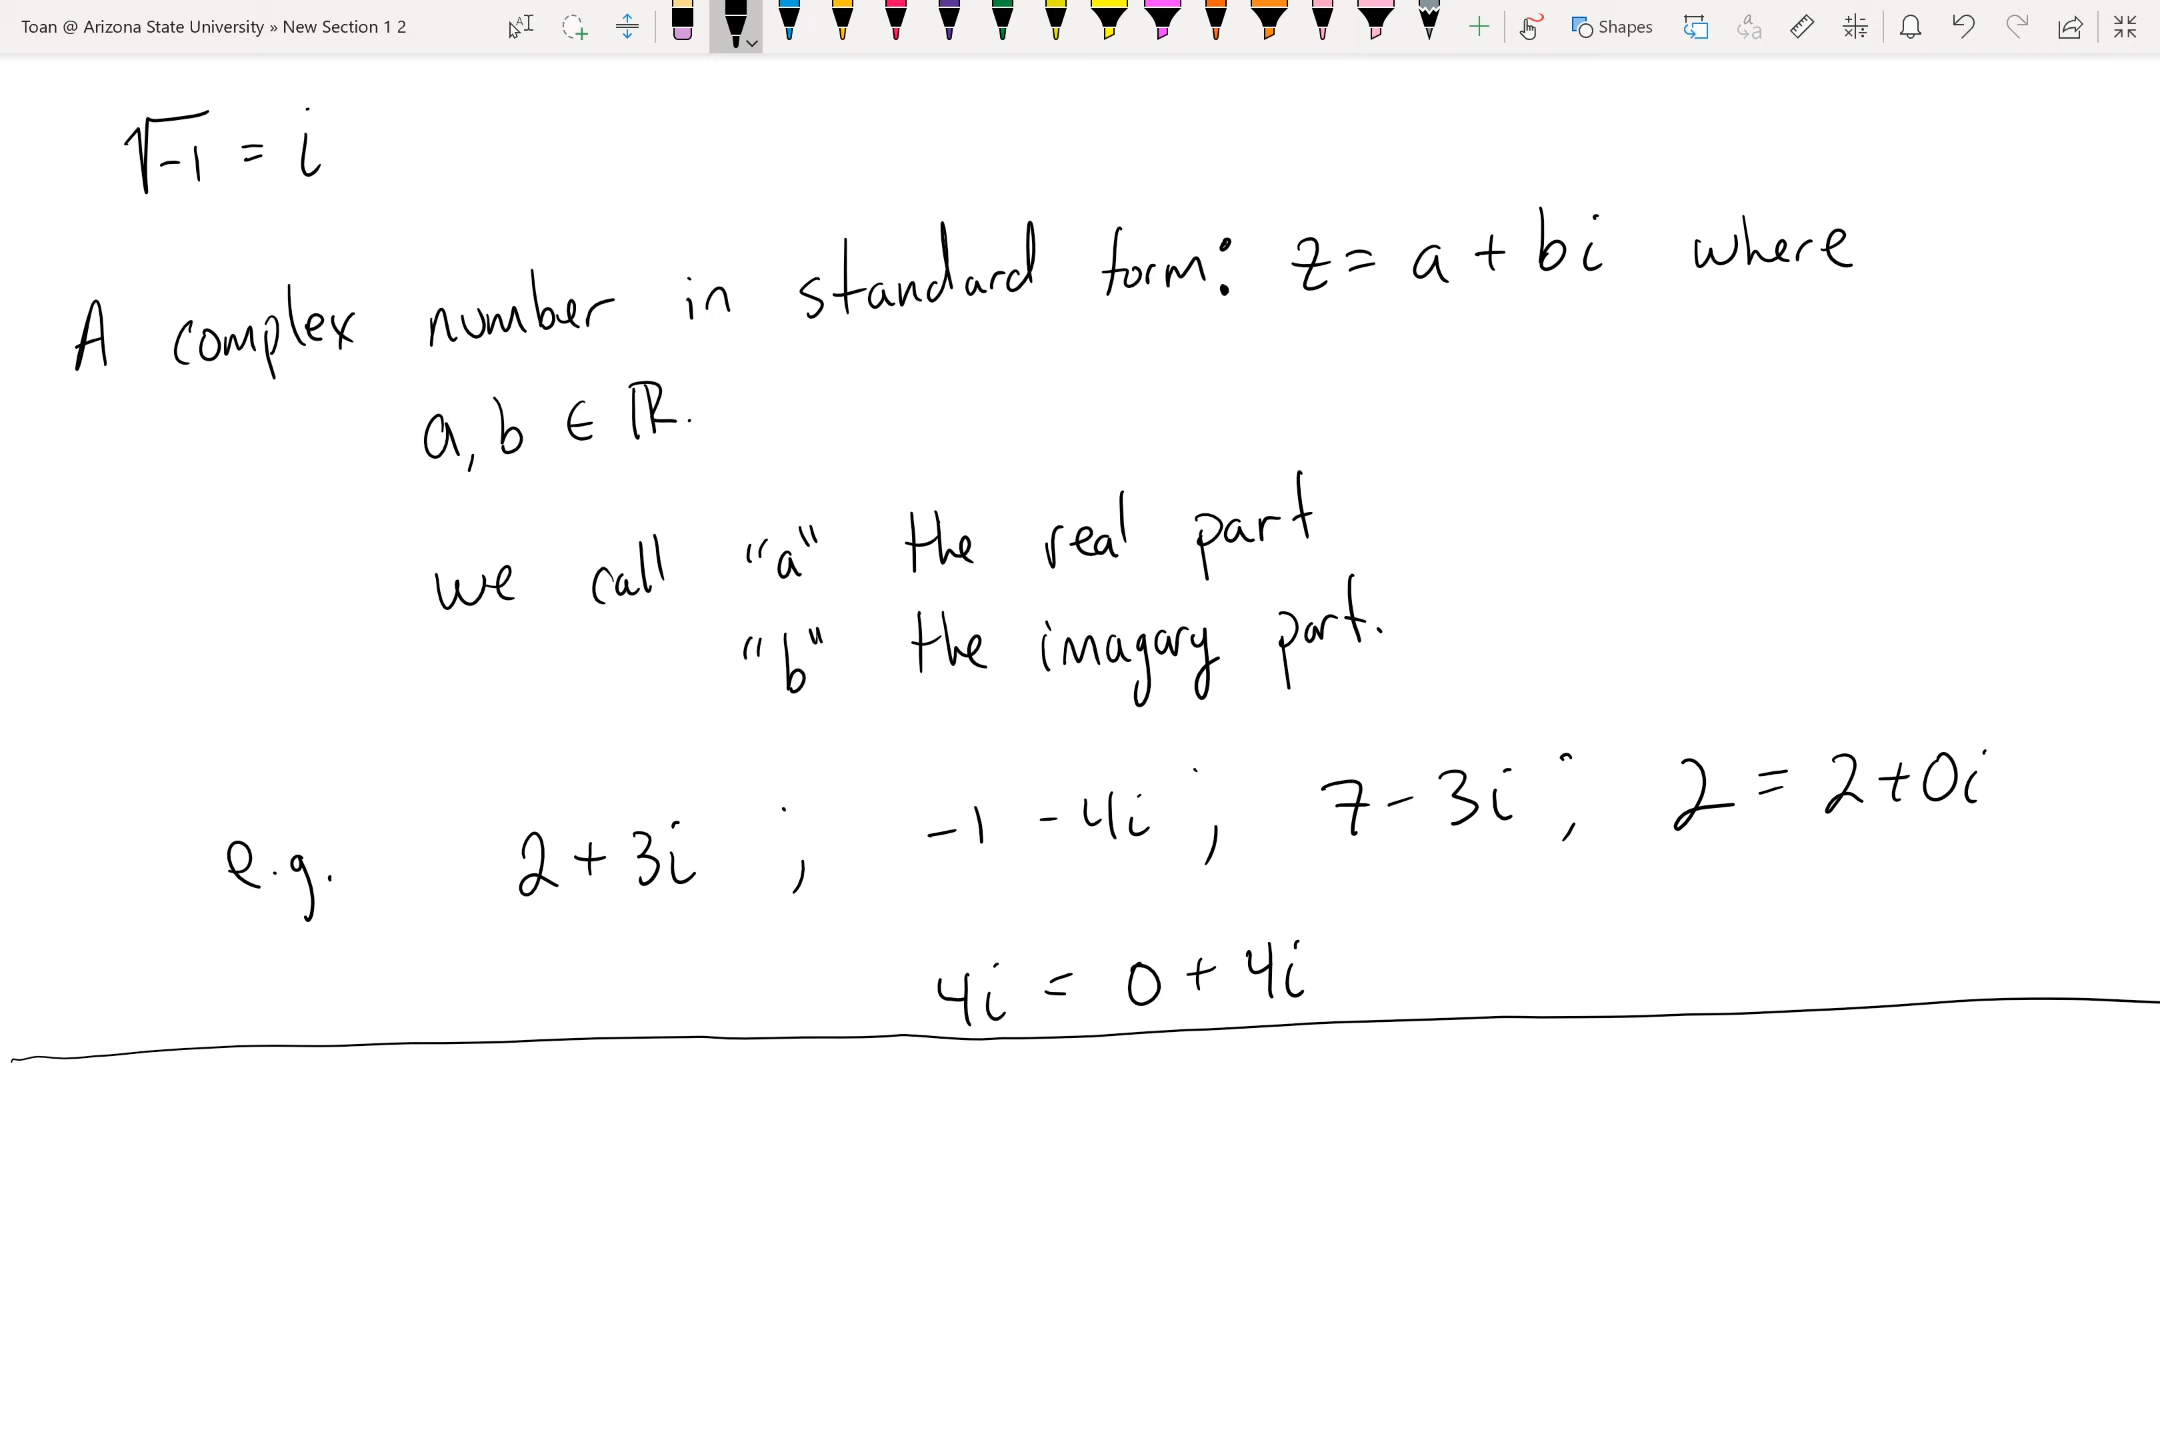 Toan @ Arizona State University » New Section 1 2
Shapes
√-1 = i
A complex number in standard form: z = a + bi where
a, b ∈ ℝ.
we call "a" the real part
"b" the imagary part.
e.g. 2 + 3i ; -1 - 4i ; 7 - 3i ; 2 = 2 + 0i
4i = 0 + 4i